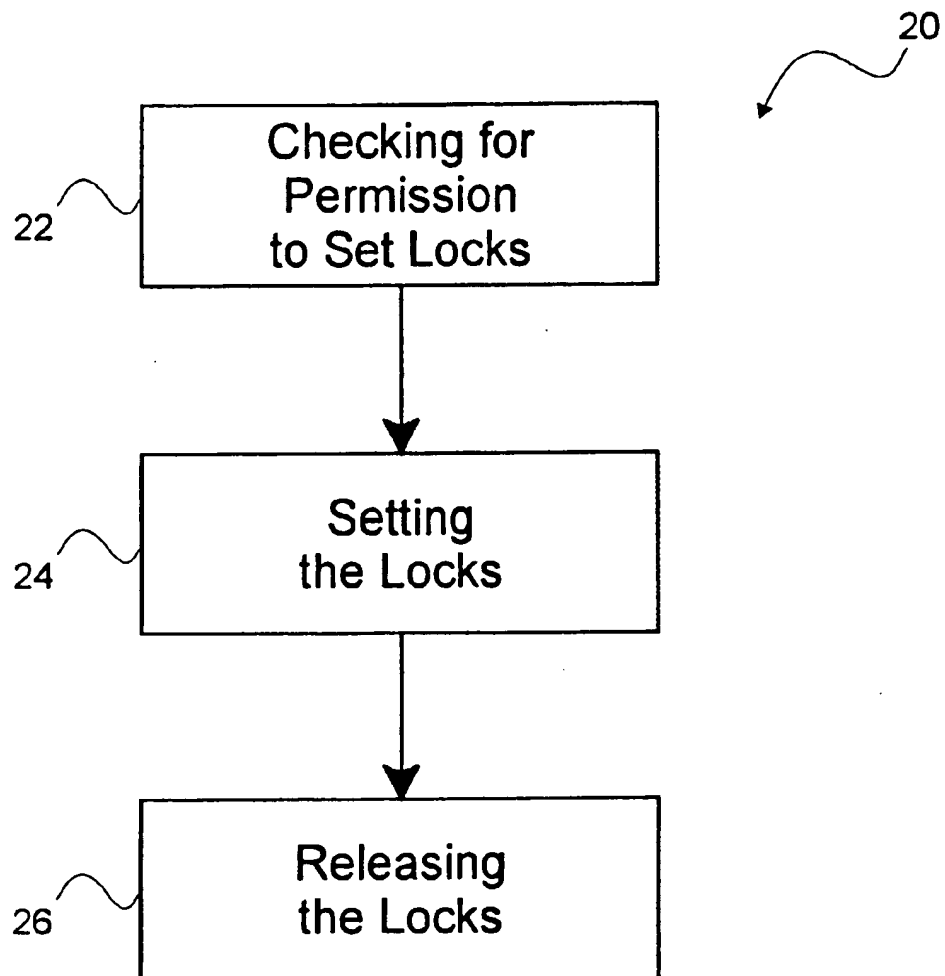 20
Checking for
Permission
to Set Locks
22
Setting
the Locks
24
Releasing
the Locks
26